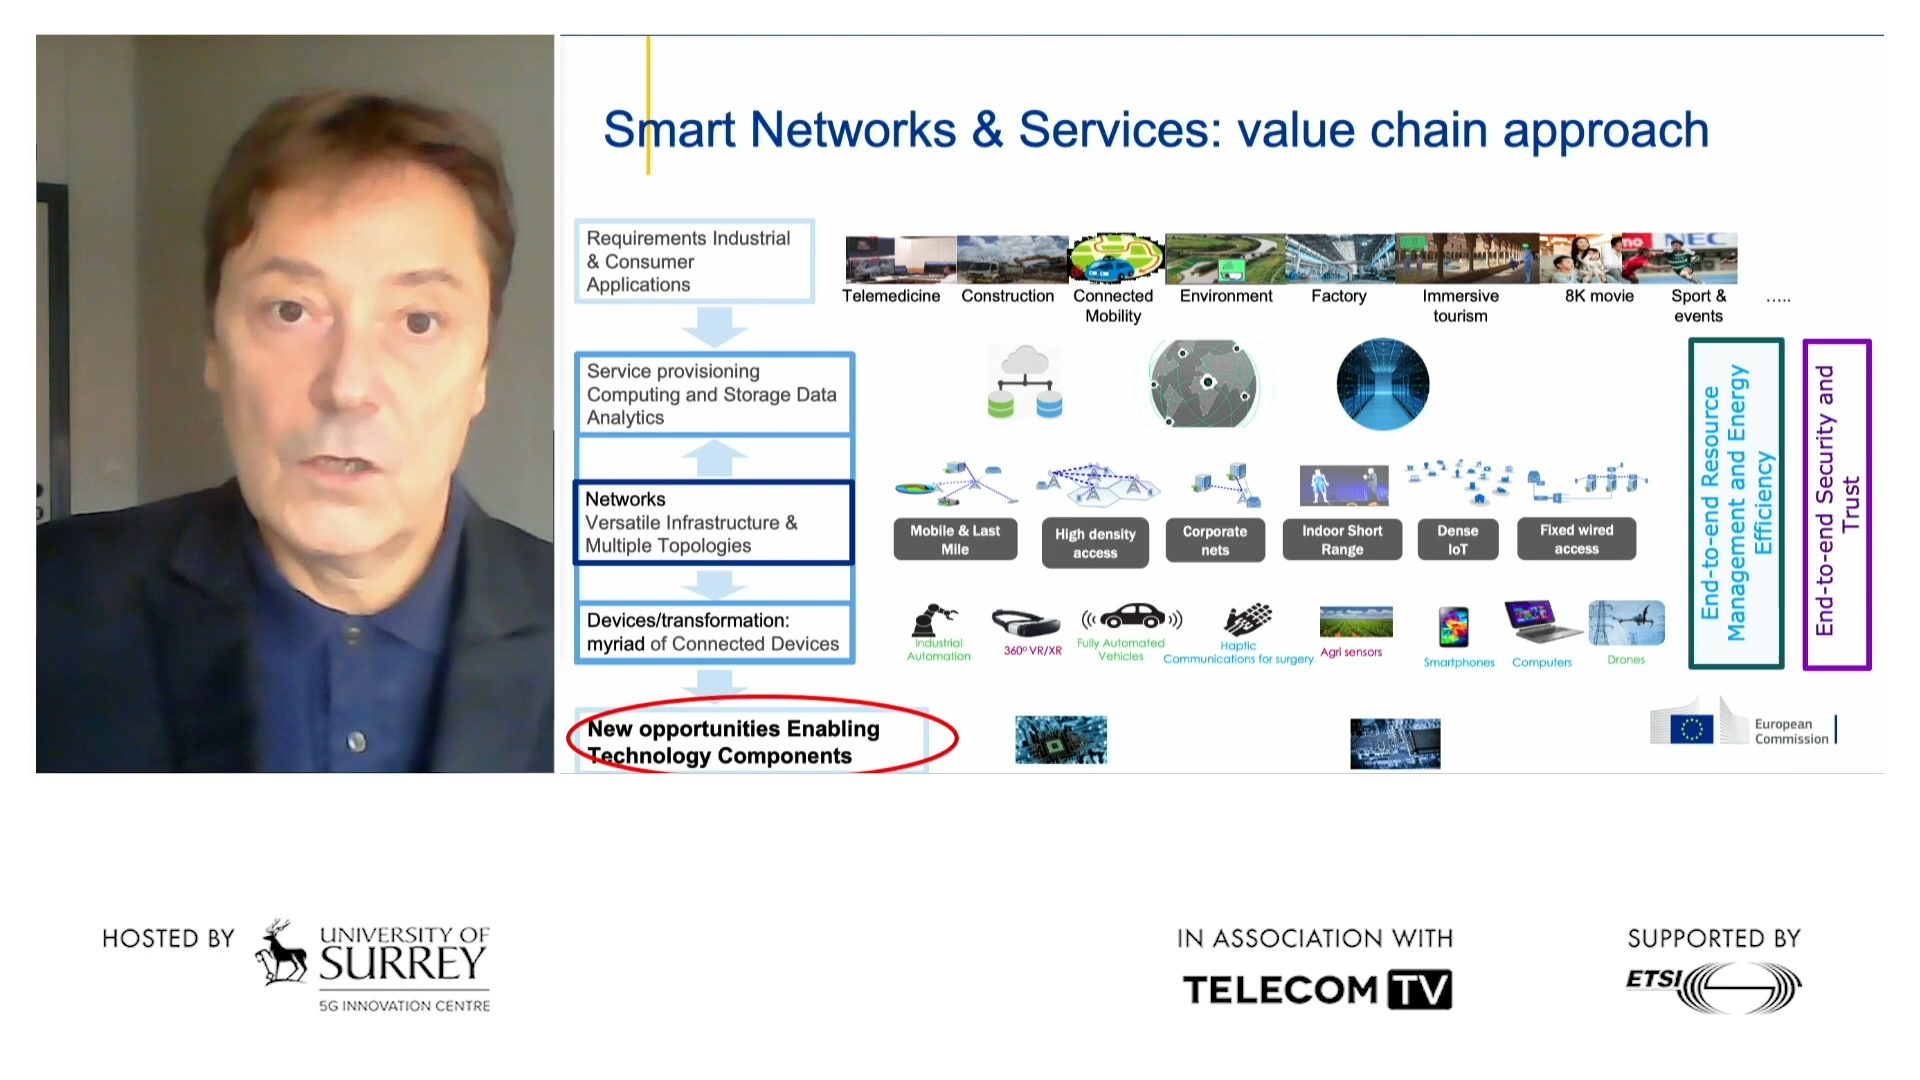 Smart Networks & Services: value chain approach
Requirements Industrial
& Consumer
Applications
Telemedicine
Construction
Connected
Mobility
Environment
Factory
Immersive
tourism
8K movie
Sport &
events
.....
NEC
Service provisioning
Computing and Storage Data
Analytics
Networks
Versatile Infrastructure &
Multiple Topologies
Mobile & Last
Mile
High density
access
Corporate
nets
Indoor Short
Range
Dense
IoT
Fixed wired
access
Devices/transformation:
myriad of Connected Devices
Industrial
Automation
360º VR/XR
Fully Automated
Vehicles
Haptic
Communications for surgery
Agri sensors
Smartphones
Computers
Drones
End-to-end Resource
Management and Energy
Efficiency
End-to-end Security and
Trust
New opportunities Enabling
Technology Components
European
Commission
HOSTED BY
UNIVERSITY OF
SURREY
5G INNOVATION CENTRE
IN ASSOCIATION WITH
TELECOM TV
SUPPORTED BY
ETSI